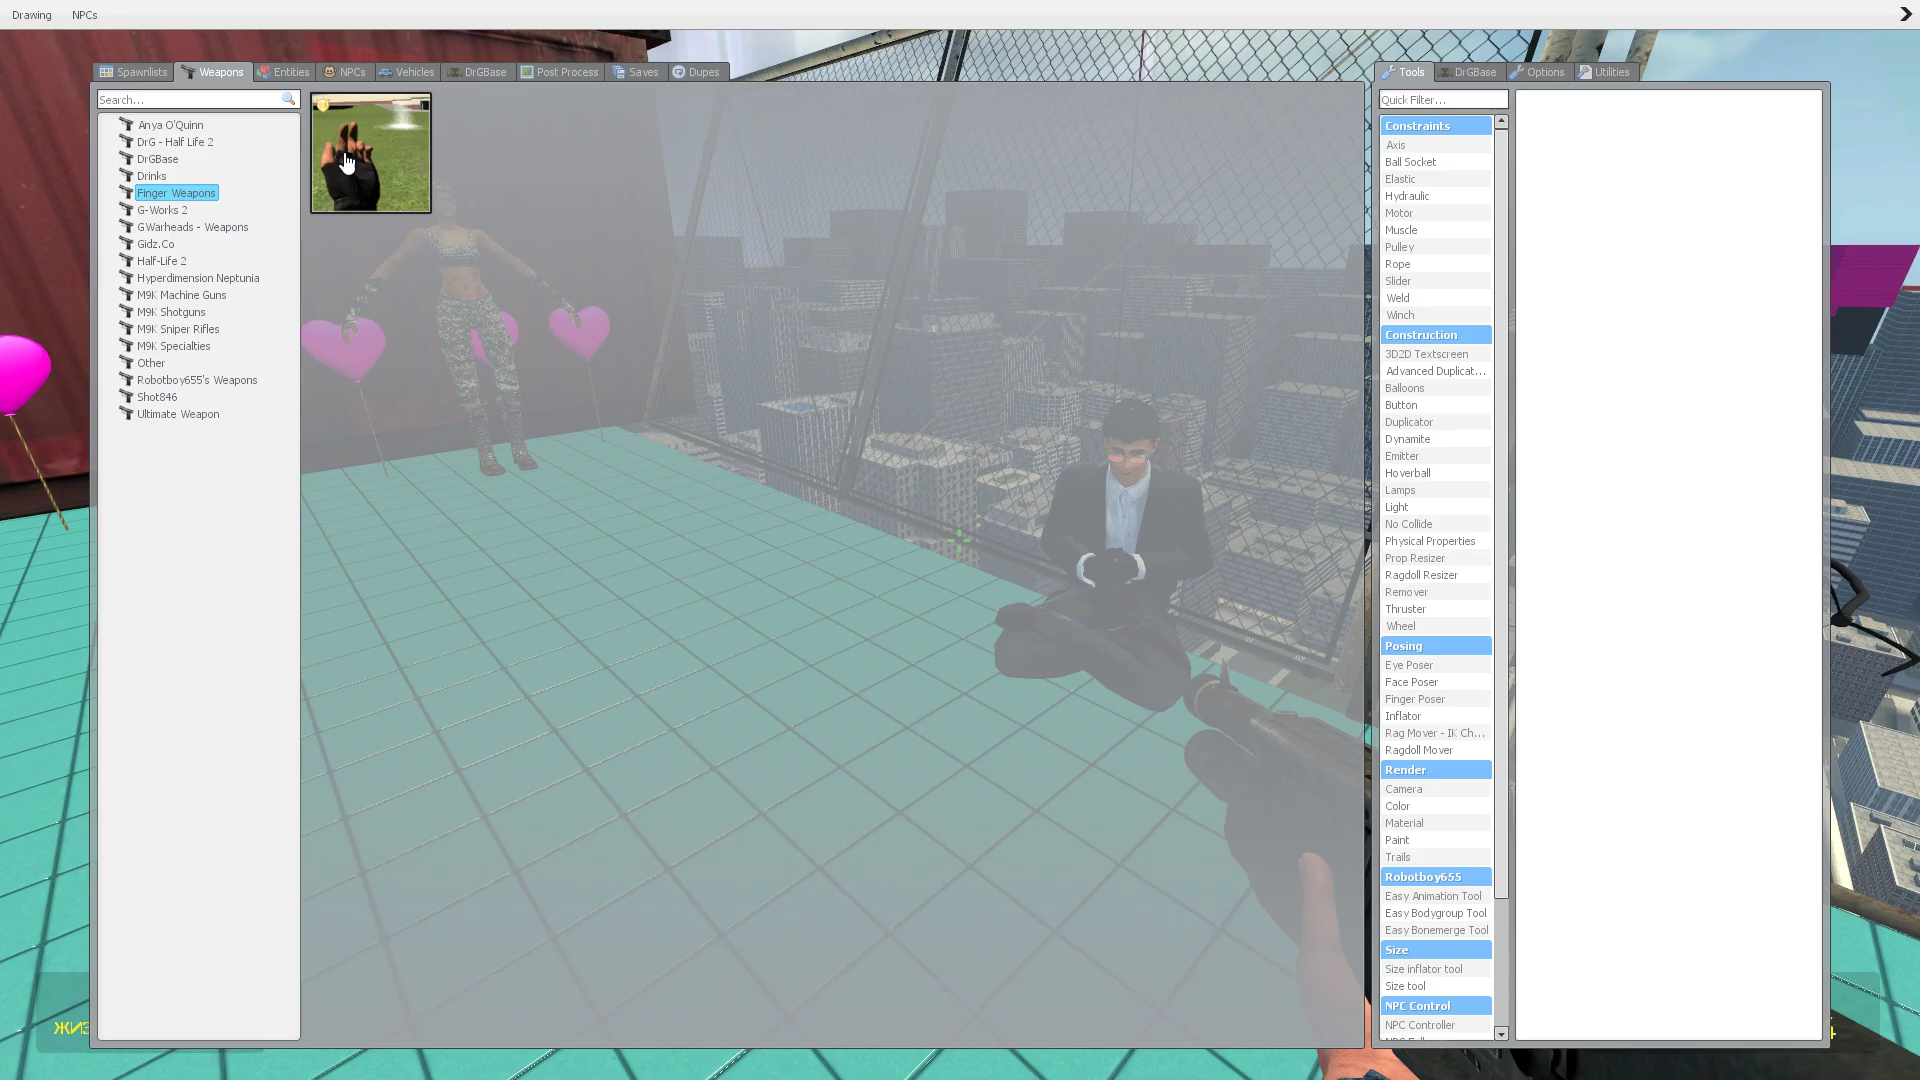 Drawing NPCs
Spawnlists Weapons Entities NPCs Vehicles DrGBase Post Process Saves Dupes
Tools DrGBase Options Utilities
Search...
Anya O'Quinn
DrG - Half Life 2
DrGBase
Drinks
Finger Weapons
G-Works 2
GWarheads - Weapons
Gidz.Co
Half-Life 2
Hyperdimension Neptunia
M9K Machine Guns
M9K Shotguns
M9K Sniper Rifles
M9K Specialties
Other
Robotboy655's Weapons
Shot846
Ultimate Weapon
ЖИЗ
Quick Filter...
Constraints
Axis
Ball Socket
Elastic
Hydraulic
Motor
Muscle
Pulley
Rope
Slider
Weld
Winch
Construction
3D2D Textscreen
Advanced Duplicat...
Balloons
Button
Duplicator
Dynamite
Emitter
Hoverball
Lamps
Light
No Collide
Physical Properties
Prop Resizer
Ragdoll Resizer
Remover
Thruster
Wheel
Posing
Eye Poser
Face Poser
Finger Poser
Inflator
Rag Mover - IK Ch...
Ragdoll Mover
Render
Camera
Color
Material
Paint
Trails
Robotboy655
Easy Animation Tool
Easy Bodygroup Tool
Easy Bonemerge Tool
Size
Size inflator tool
Size tool
NPC Control
NPC Controller